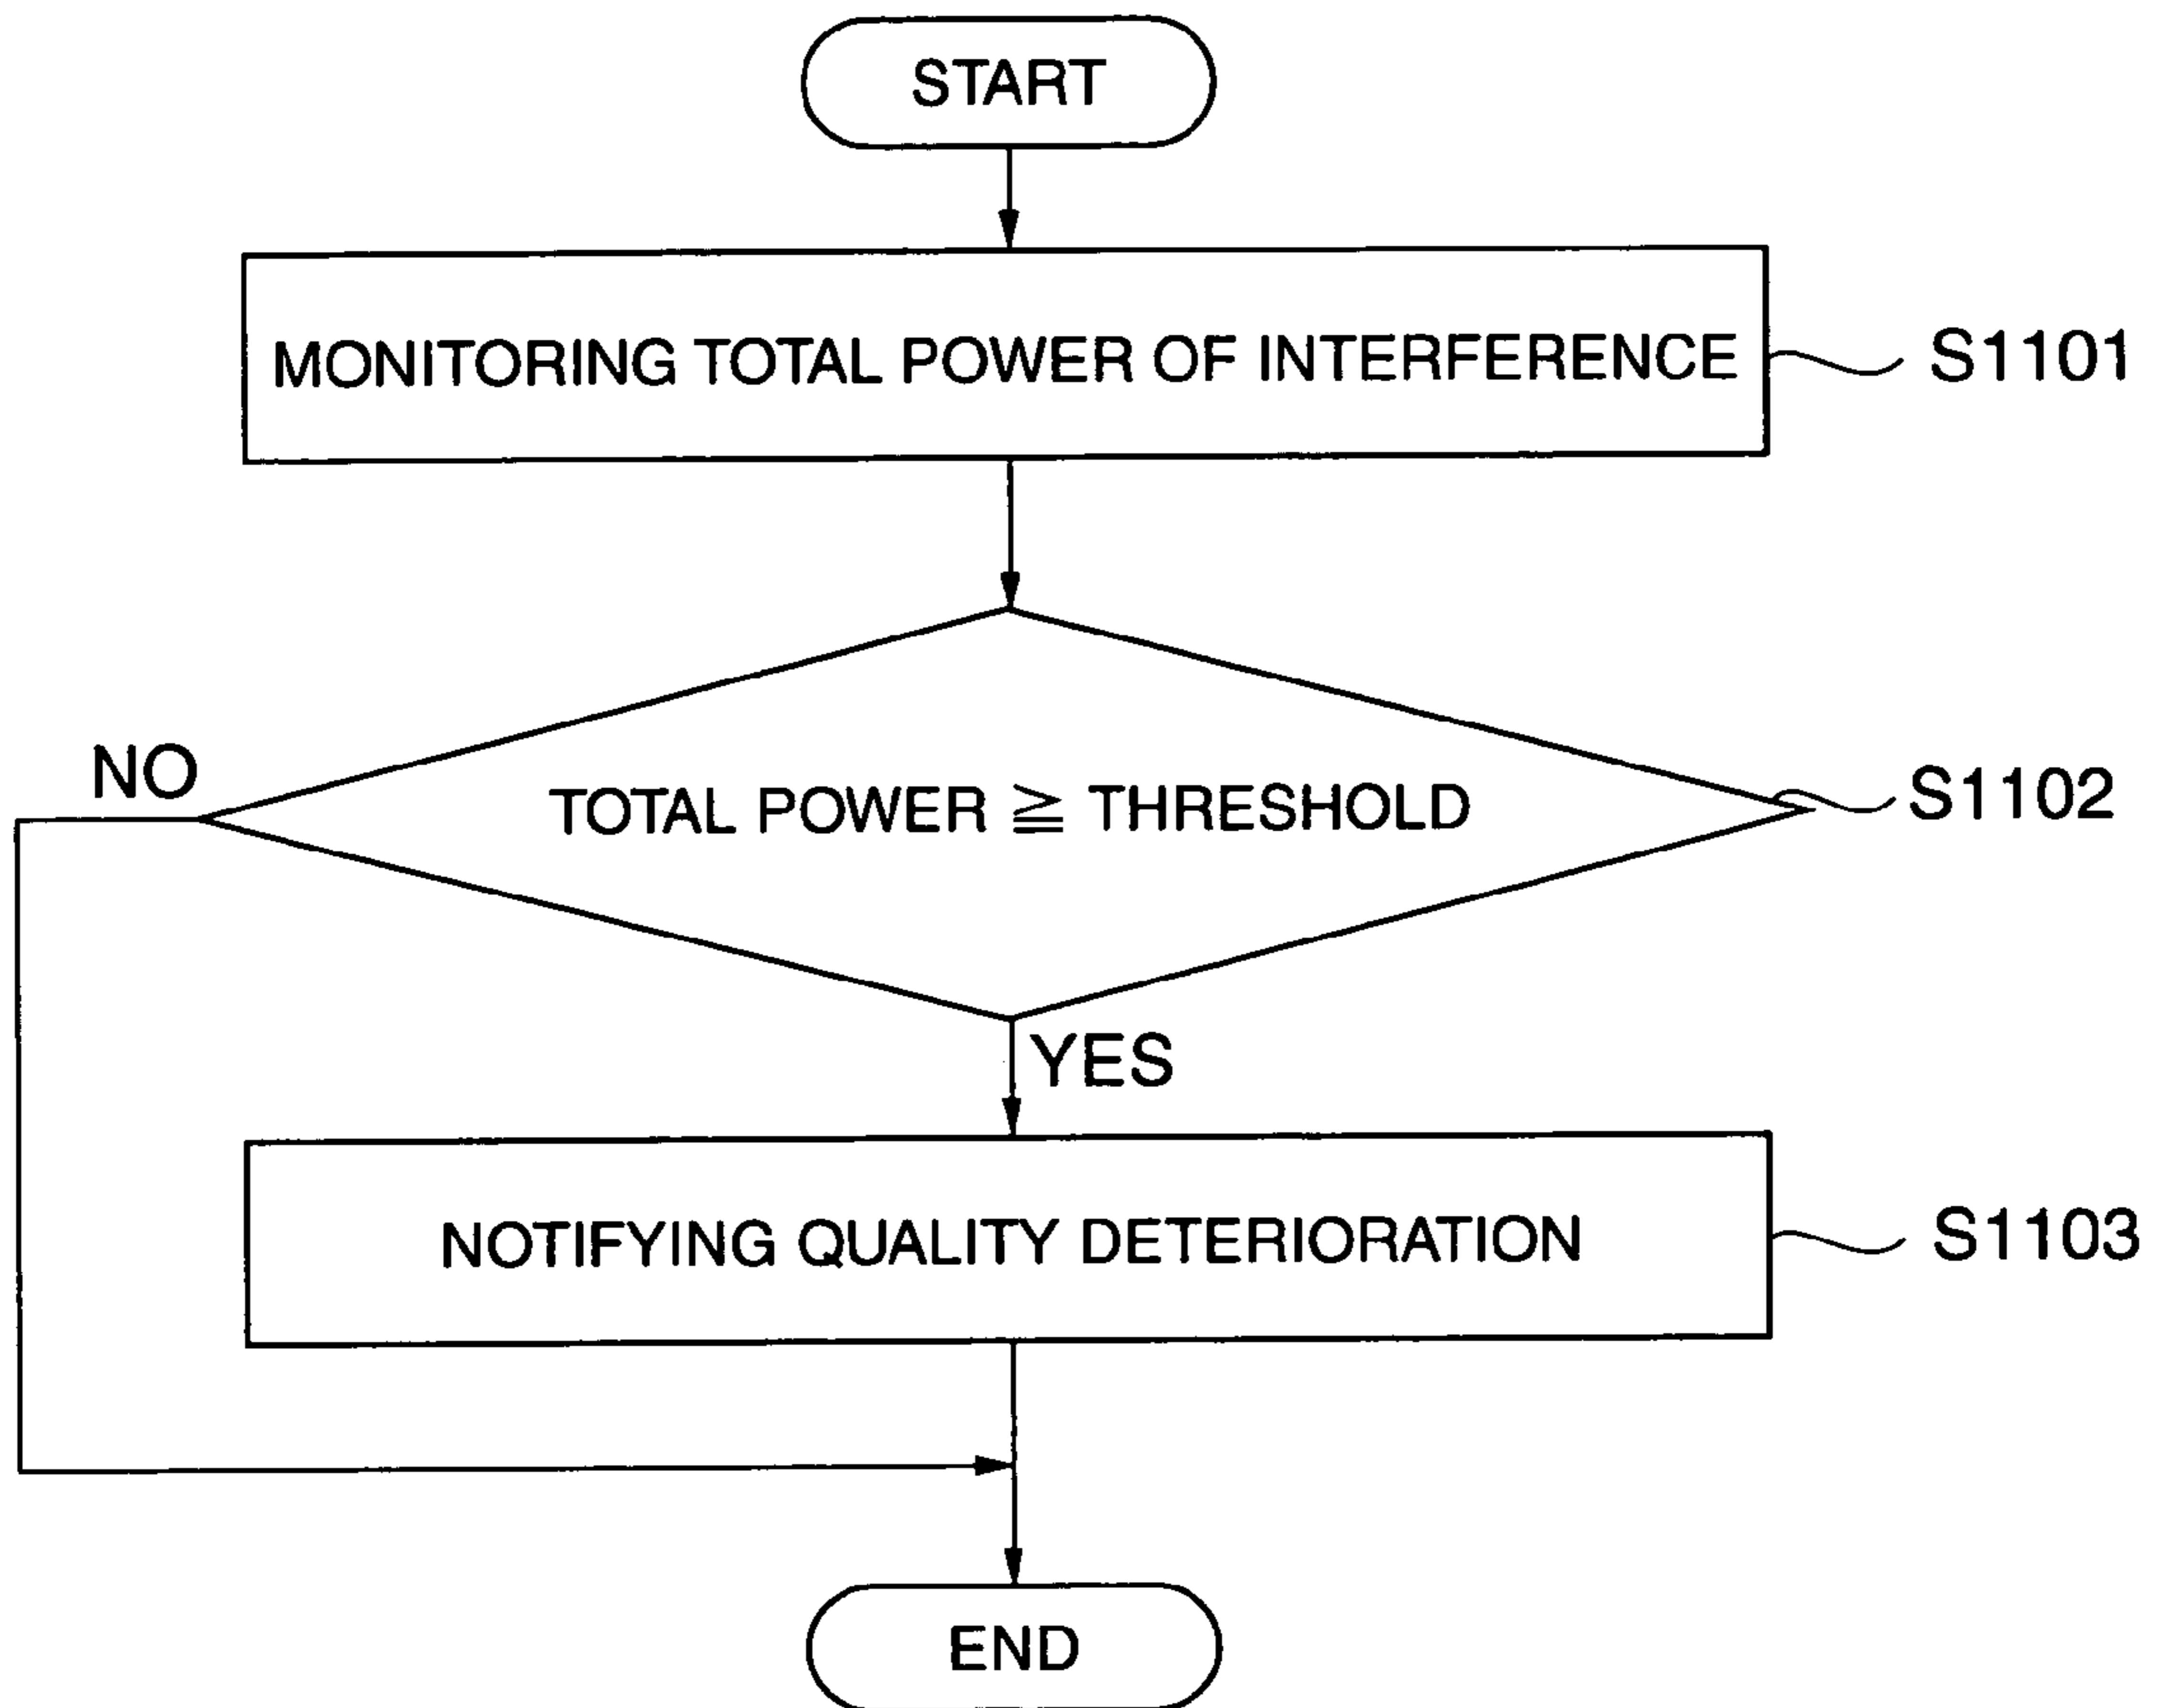 START
MONITORING TOTAL POWER OF INTERFERENCE
S1101
NO
TOTAL POWER ≧ THRESHOLD
S1102
YES
NOTIFYING QUALITY DETERIORATION
S1103
END